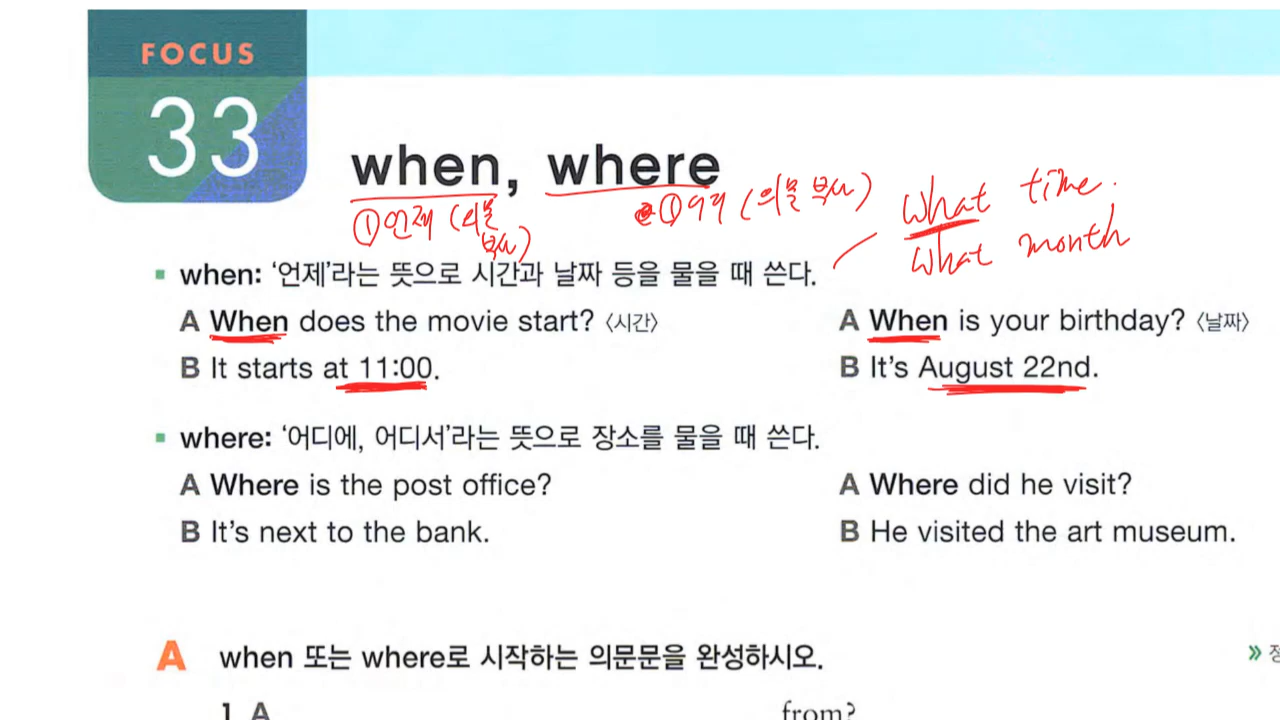 FOCUS
33
when, where
①언제 (의문부사)
①어디 (의문부사)
what time,
what month
when: ‘언제’라는 뜻으로 시간과 날짜 등을 물을 때 쓴다.
A When does the movie start? 〈시간〉
A When is your birthday? 〈날짜〉
B It starts at 11:00.
B It’s August 22nd.
where: ‘어디에, 어디서’라는 뜻으로 장소를 물을 때 쓴다.
A Where is the post office?
A Where did he visit?
B It’s next to the bank.
B He visited the art museum.
A when 또는 where로 시작하는 의문문을 완성하시오.
1 A from?